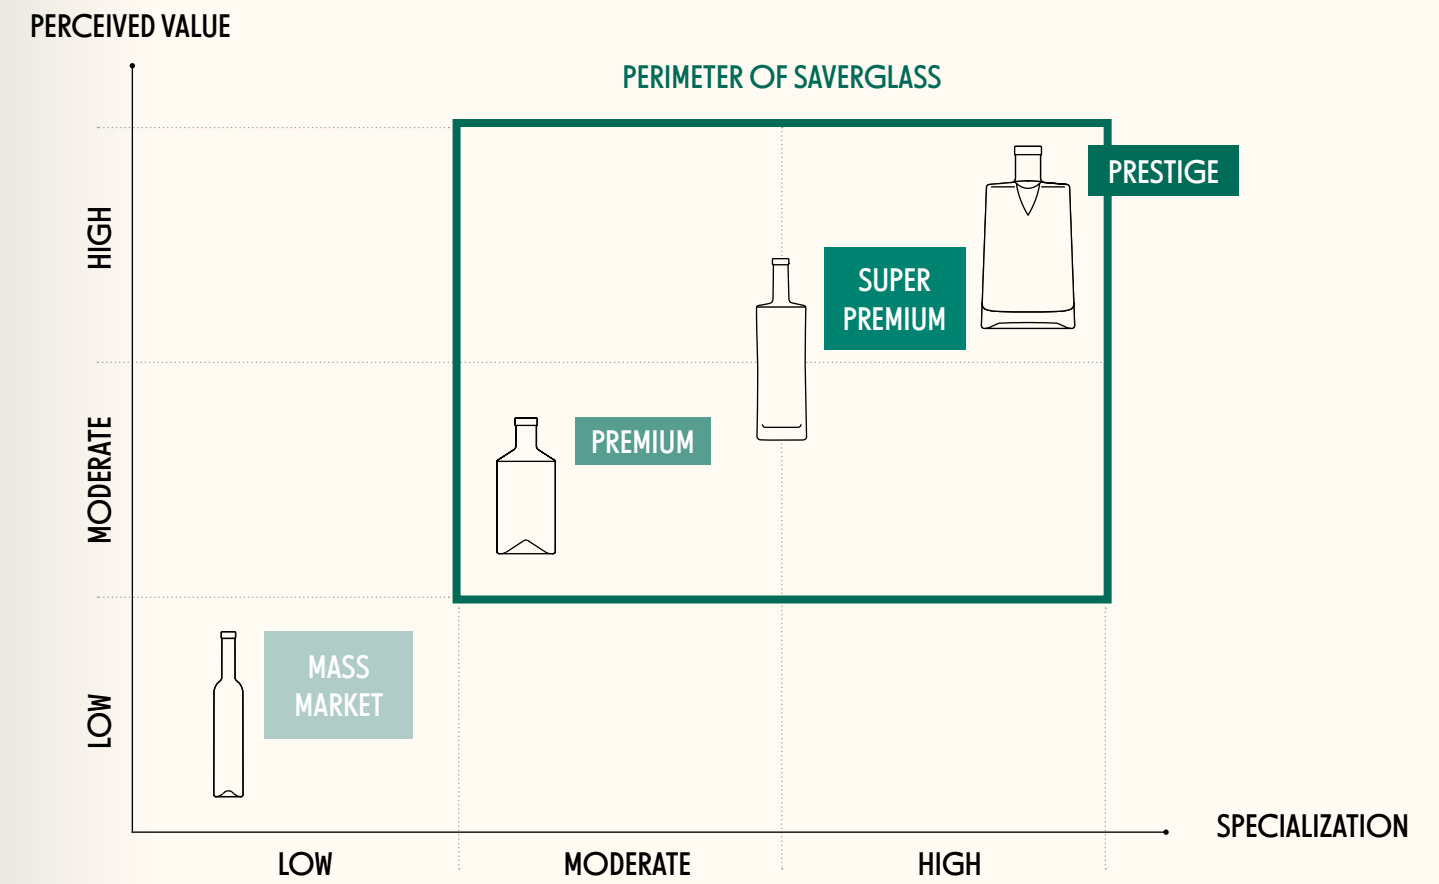 PERCEIVED VALUE
PERIMETER OF SAVERGLASS
HIGH
PRESTIGE
SUPER
PREMIUM
MODERATE
PREMIUM
LOW
MASS
MARKET
SPECIALIZATION
LOW
MODERATE
HIGH